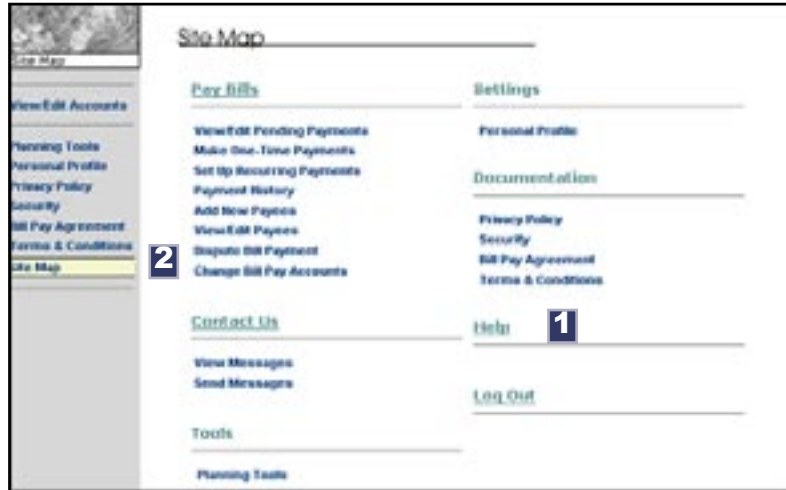 Site Map
View/Edit Accounts
Planning Tools
Personal Profile
Privacy Policy
Security
Bill Pay Agreement
Terms & Conditions
Site Map
2
Site Map
Pay Bills
View/Edit Pending Payments
Make One-Time Payments
Set Up Recurring Payments
Payment History
Add New Payees
View/Edit Payees
Dispute Bill Payment
Change Bill Pay Accounts
Contact Us
View Messages
Send Messages
Tools
Planning Tools
Settings
Personal Profile
Documentation
Privacy Policy
Security
Bill Pay Agreement
Terms & Conditions
Help
1
Log Out